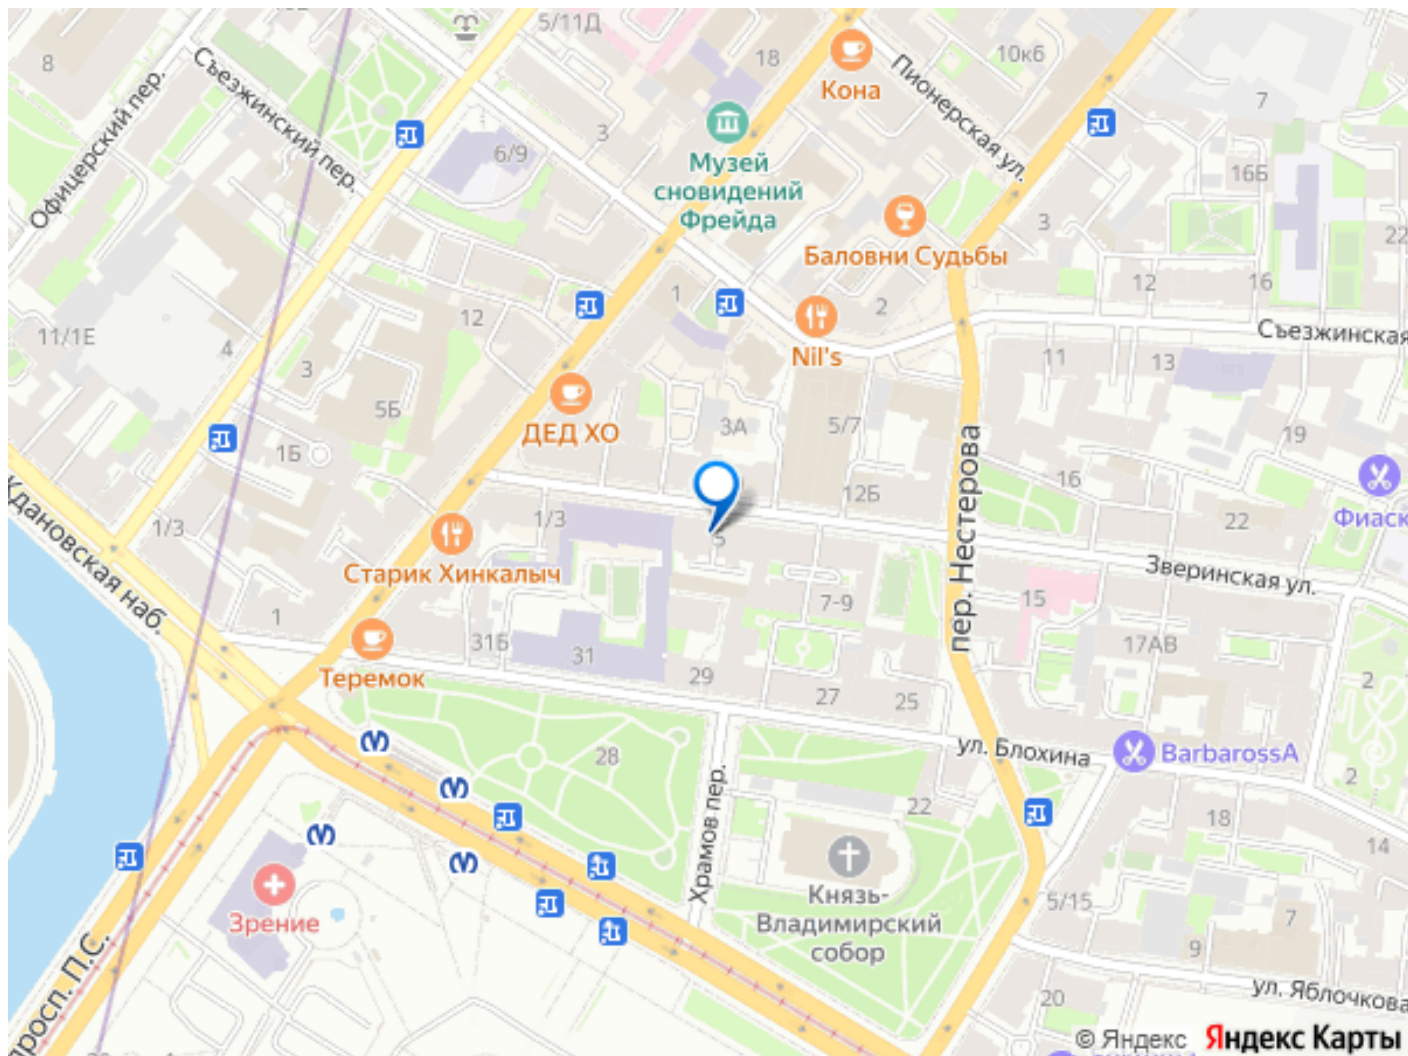 5/11Д
8
18
10к6
Кона
Пионерская ул.
7
Съезжинский пер.
Офицерский пер.
3
6/9
Музей
сновидений
Фрейда
16Б
3
22
Баловни Судьбы
12
16
1
2
12
11/1Е
4
Nil's
Съезжинская
3
11
13
5Б
ДЕД ХО
3А
5/7
19
1Б
16
12Б
Фиаск
22
1/3
1/3
5
пер. Нестерова
Ждановская наб.
Старик Хинкалыч
Зверинская ул.
7-9
15
1
31Б
31
17АВ
Теремок
29
27
25
2
28
ул. Блохина
BarbarossA
2
22
18
Храмов пер.
14
Князь-
Владимирский
собор
5/15
Зрение
7
9
просп. П.С.
20
ул. Яблочкова
© Яндекс Яндекс Карты